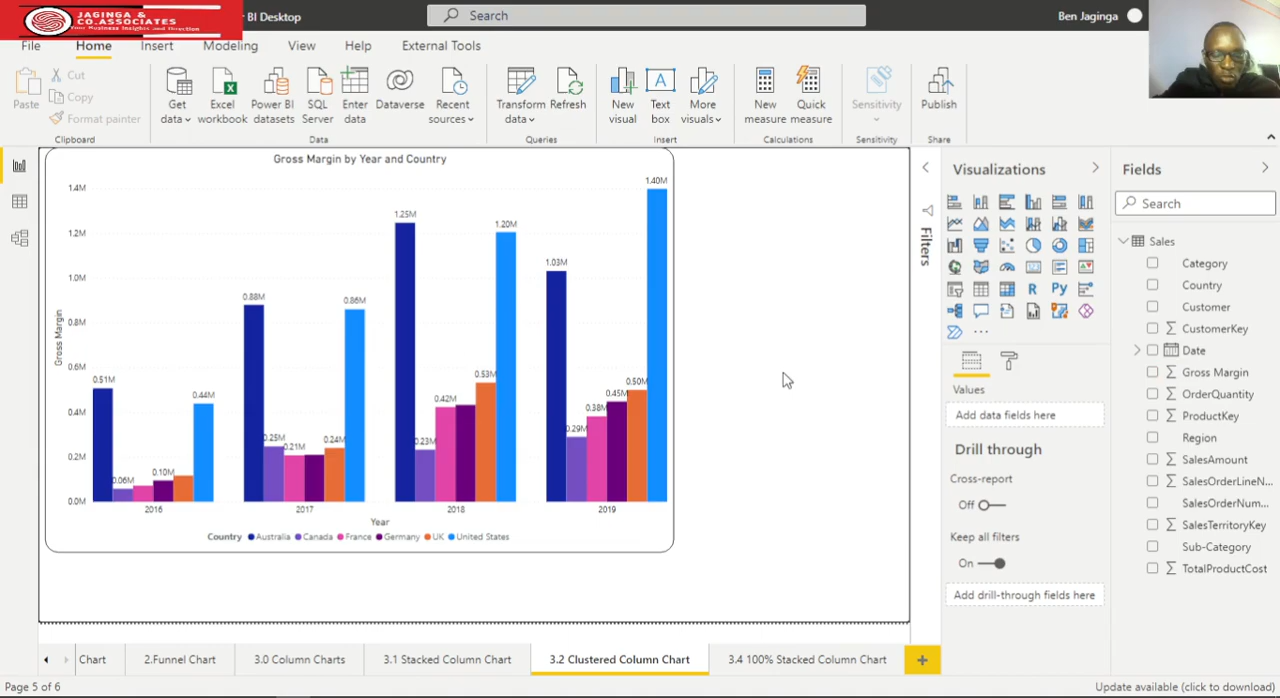 JAGINGA &
CO.ASSOCIATES
Your Business Insights and Direction
BI Desktop
Search
Ben Jaginga
File
Home
Insert
Modeling
View
Help
External Tools
Paste
Cut
Copy
Format painter
Get data
Excel workbook
Power BI datasets
SQL Server
Enter data
Dataverse
Recent sources
Transform data
Refresh
New visual
Text box
More visuals
New measure
Quick measure
Sensitivity
Publish
Clipboard
Data
Queries
Insert
Calculations
Sensitivity
Share
Gross Margin by Year and Country
1.4M
1.2M
1.0M
0.8M
0.6M
0.4M
0.2M
0.0M
Gross Margin
0.51M
0.06M
0.10M
0.44M
0.88M
0.25M
0.21M
0.24M
0.86M
1.25M
0.23M
0.42M
0.53M
1.20M
1.03M
0.29M
0.38M
0.45M
0.50M
1.40M
2016
2017
2018
2019
Year
Country Australia Canada France Germany UK United States
Filters
Visualizations
R
Py
Values
Add data fields here
Drill through
Cross-report
Off
Keep all filters
On
Add drill-through fields here
Fields
Search
Sales
Category
Country
Customer
CustomerKey
Date
Gross Margin
OrderQuantity
ProductKey
Region
SalesAmount
SalesOrderLineN...
SalesOrderNum...
SalesTerritoryKey
Sub-Category
TotalProductCost
Chart
2.Funnel Chart
3.0 Column Charts
3.1 Stacked Column Chart
3.2 Clustered Column Chart
3.4 100% Stacked Column Chart
Page 5 of 6
Update available (click to download)